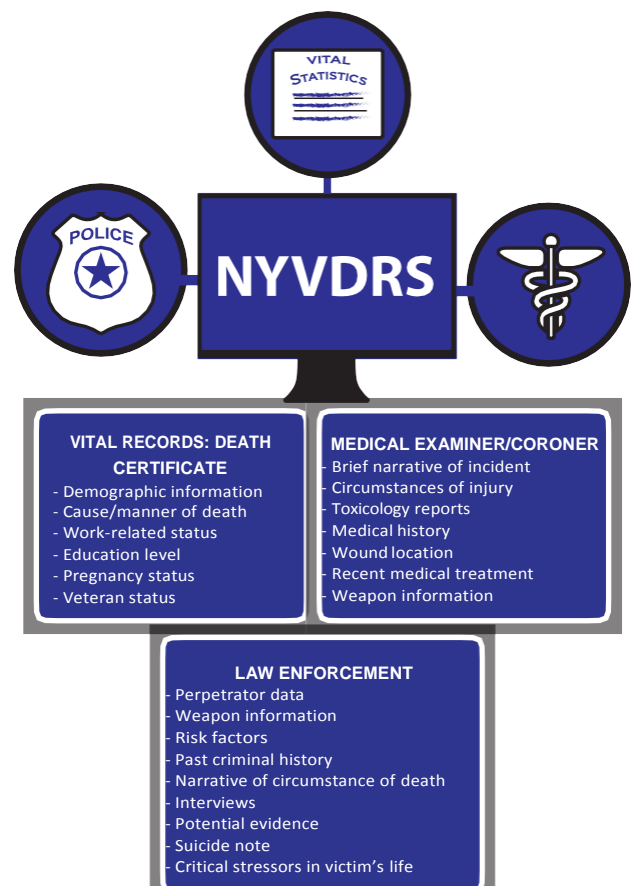 VITAL
STATISTICS
POLICE
NYVDRS
VITAL RECORDS: DEATH
CERTIFICATE
- Demographic information
- Cause/manner of death
- Work-related status
- Education level
- Pregnancy status
- Veteran status
MEDICAL EXAMINER/CORONER
- Brief narrative of incident
- Circumstances of injury
- Toxicology reports
- Medical history
- Wound location
- Recent medical treatment
- Weapon information
LAW ENFORCEMENT
- Perpetrator data
- Weapon information
- Risk factors
- Past criminal history
- Narrative of circumstance of death
- Interviews
- Potential evidence
- Suicide note
- Critical stressors in victim’s life